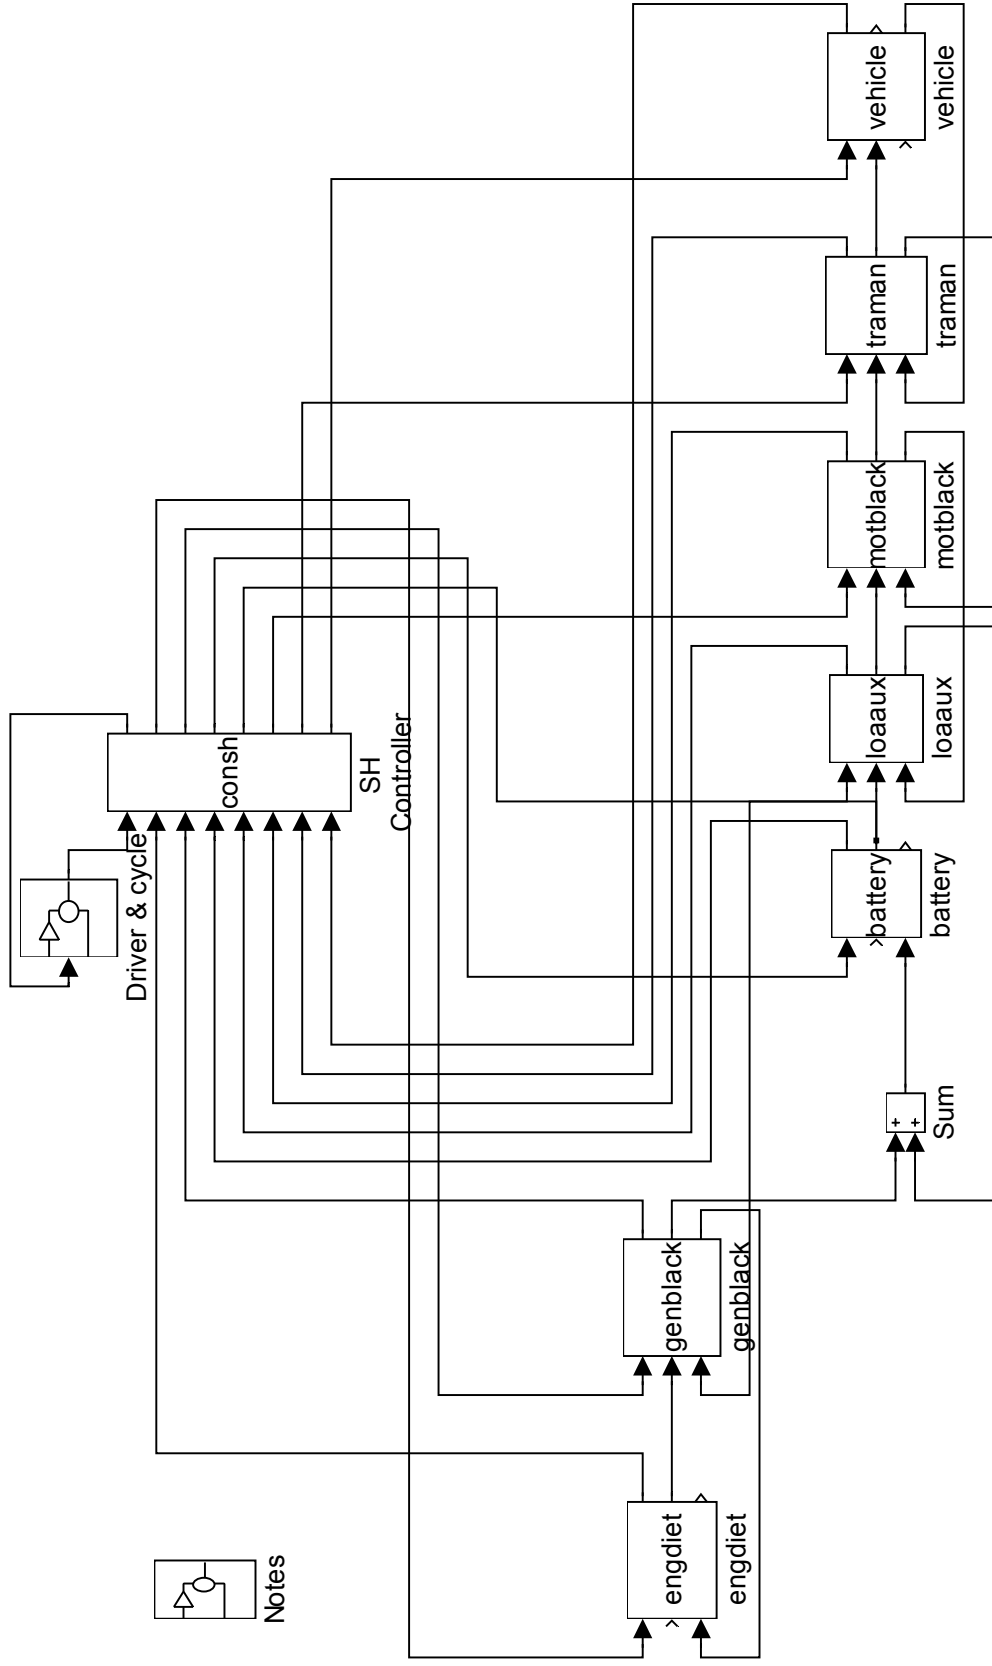 Notes
engdiet
engdiet
genblack
genblack
Driver & cycle
consh
SH
Controller
+
+
Sum
battery
battery
loaaux
loaaux
motblack
motblack
traman
traman
vehicle
vehicle